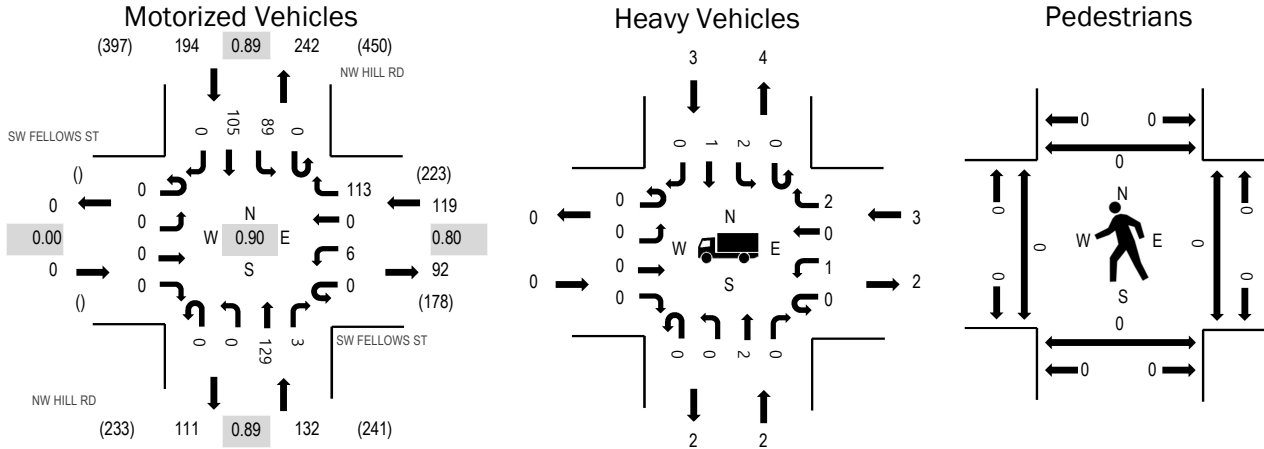 Motorized Vehicles
(397) 194 0.89 242 (450)
NW HILL RD
SW FELLOWS ST
0 105 89 0
()
0
0.00
0
()
0
0
0
0
N
W 0.90 E
S
113
0
6
0
(223)
119
0.80
92
(178)
0 0 129 3
SW FELLOWS ST
NW HILL RD
(233) 111 0.89 132 (241)
Heavy Vehicles
3 4
0 1 2 0
0
0
0
0
0
0
N
W E
S
2
0
1
0
3
2
0 0 2 0
2 2
Pedestrians
0 0
0
0
0
0
N
W E
S
0
0
0
0
0 0